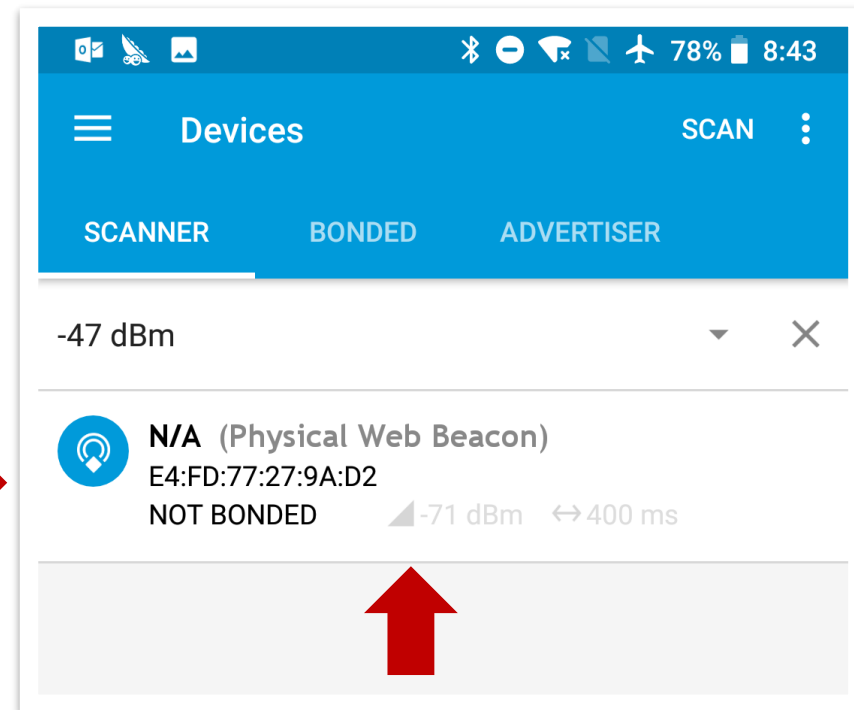 78% 8:43
Devices SCAN
SCANNER BONDED ADVERTISER
-47 dBm
N/A (Physical Web Beacon)
E4:FD:77:27:9A:D2
NOT BONDED -71 dBm 400 ms